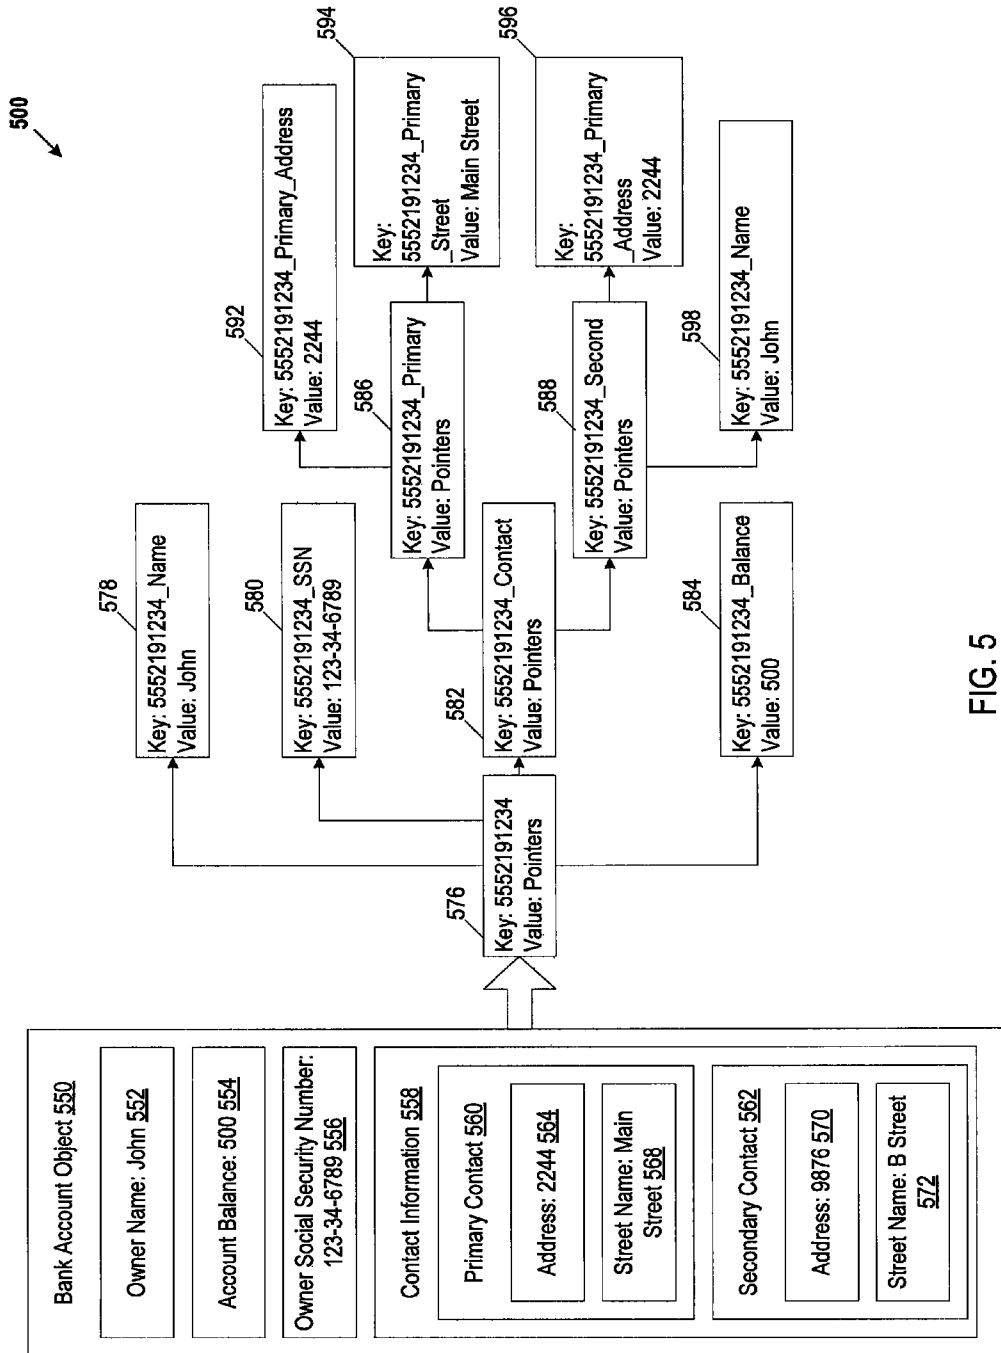 500
Bank Account Object 550
Owner Name: John 552
Account Balance: 500 554
Owner Social Security Number:
123-34-6789 556
Contact Information 558
Primary Contact 560
Address: 2244 564
Street Name: Main
Street 568
Secondary Contact 562
Address: 9876 570
Street Name: B Street
572
576
Key: 5552191234
Value: Pointers
578
Key: 5552191234_Name
Value: John
580
Key: 5552191234_SSN
Value: 123-34-6789
582
Key: 5552191234_Contact
Value: Pointers
584
Key: 5552191234_Balance
Value: 500
586
Key: 5552191234_Primary
Value: Pointers
588
Key: 5552191234_Second
Value: Pointers
592
Key: 5552191234_Primary_Address
Value: 2244
594
Key:
5552191234_Primary
_Street
Value: Main Street
596
Key:
5552191234_Primary
_Address
Value: 2244
598
Key: 5552191234_Name
Value: John
FIG. 5